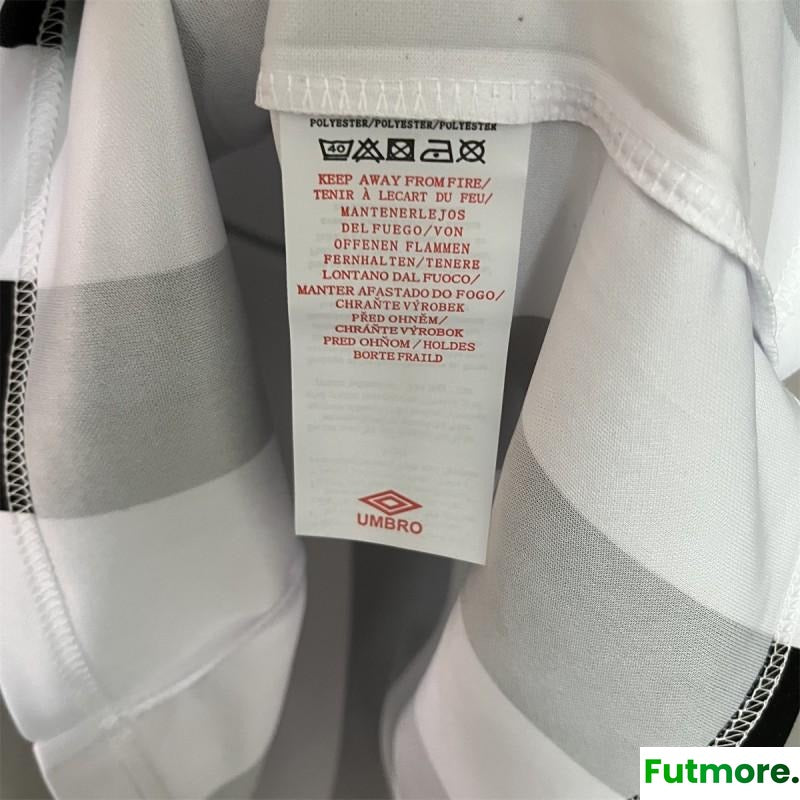 POLYESTER/POLYESTER/POLYESTER
40
KEEP AWAY FROM FIRE/
TENIR À LECART DU FEU/
MANTENERLEJOS
DEL FUEGO/VON
OFFENEN FLAMMEN
FERNHALTEN/TENERE
LONTANO DAL FUOCO/
MANTER AFASTADO DO FOGO/
CHRAŇTE VÝROBEK
PŘED OHNĚM/
CHRÁŇTE VÝROBOK
PRED OHŇOM/HOLDES
BORTE FRAILD
UMBRO
Futmore.